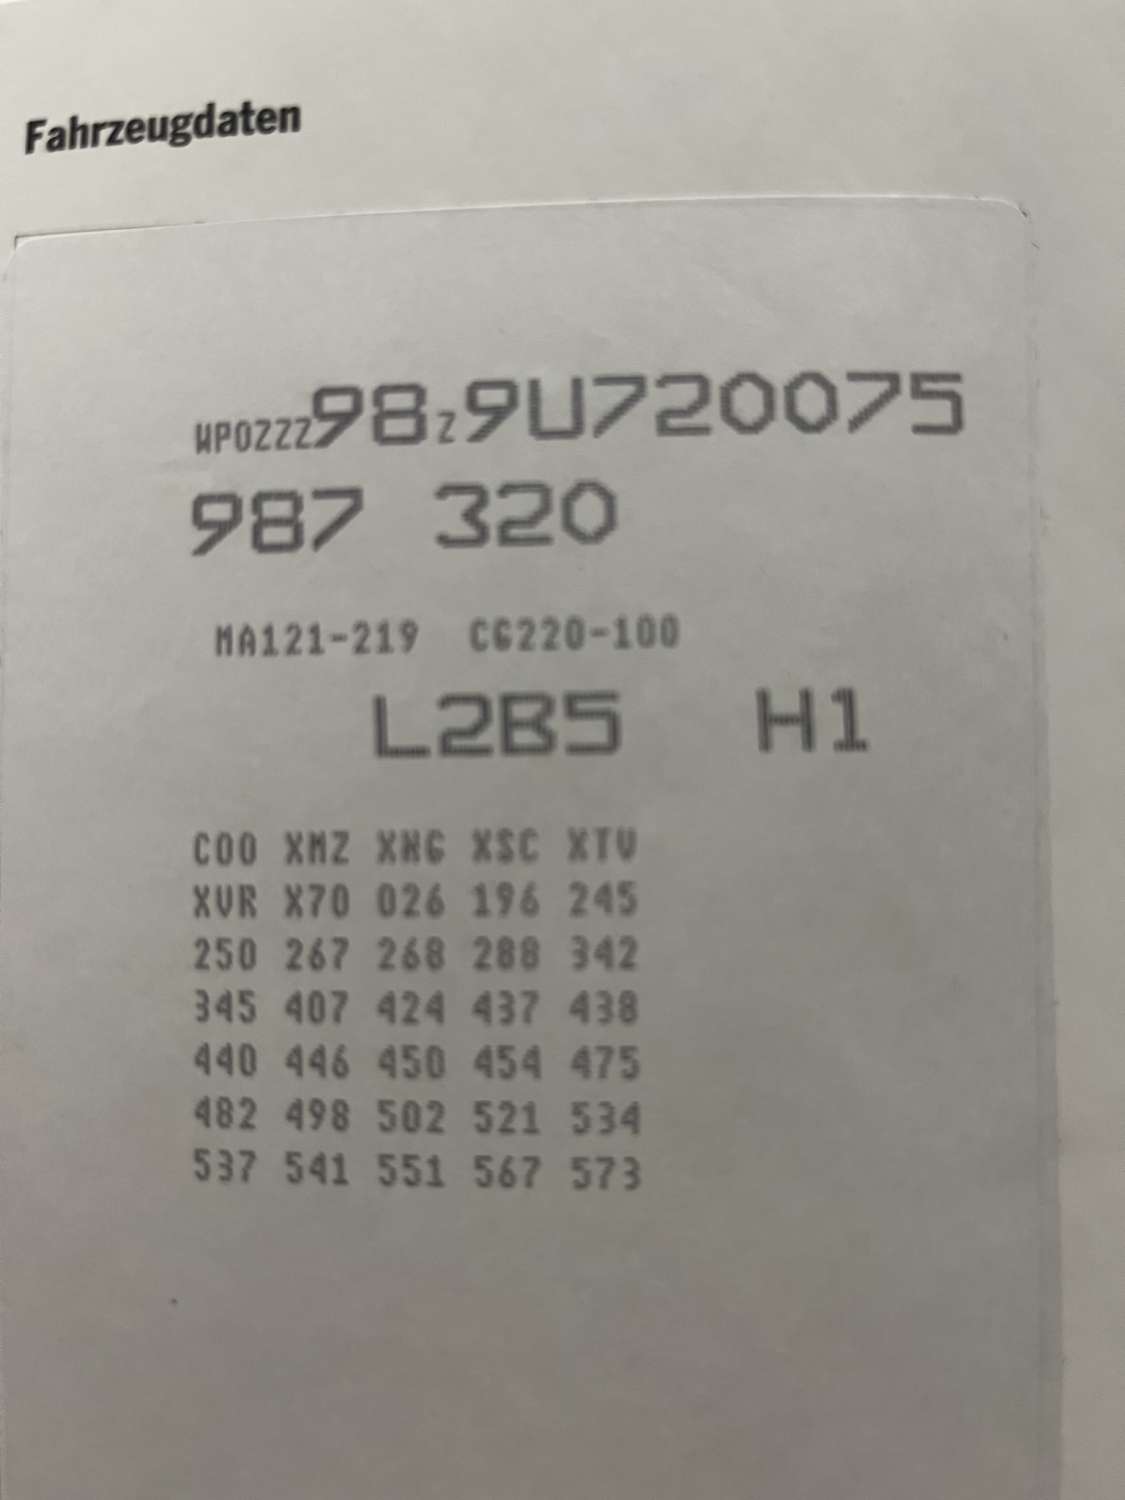 Fahrzeugdaten
WP0ZZZ98Z9U720075
987 320
MA121-219 CG220-100
L2B5 H1
C00 XMZ XNG XSC XTV
XVR X70 026 196 245
250 267 268 288 342
345 407 424 437 438
440 446 450 454 475
482 498 502 521 534
537 541 551 567 573